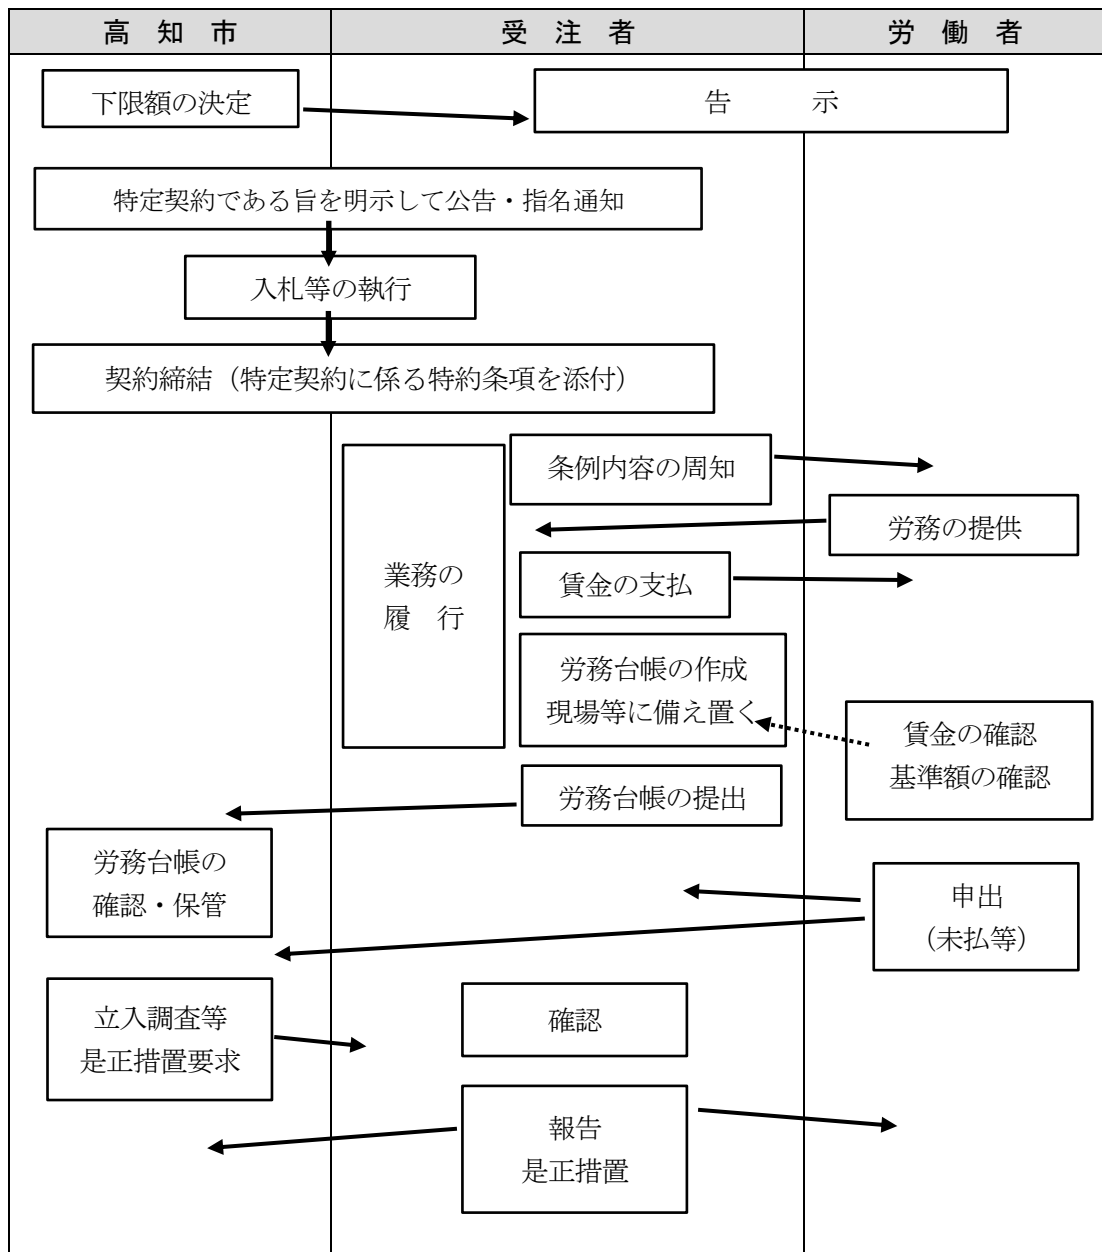 高　知　市
受　注　者
労　働　者
下限額の決定
告　　　示
特定契約である旨を明示して公告・指名通知
入札等の執行
契約締結（特定契約に係る特約条項を添付）
条例内容の周知
労務の提供
業務の
履　行
賃金の支払
労務台帳の作成
現場等に備え置く
賃金の確認
基準額の確認
労務台帳の提出
労務台帳の
確認・保管
申出
（未払等）
立入調査等
是正措置要求
確認
報告
是正措置